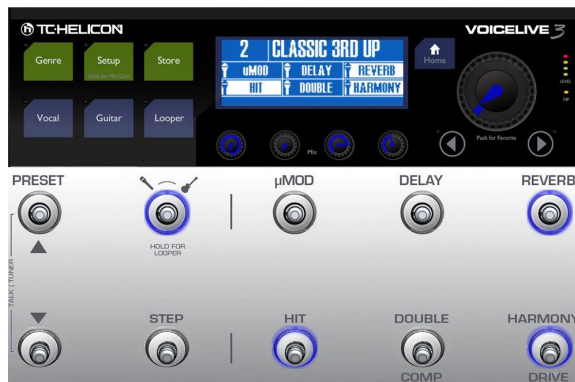 TC·HELICON
VOICELIVE 3
Genre
Setup
Hold for Mic Gain
Store
2 CLASSIC 3RD UP
uMOD DELAY REVERB
HIT DOUBLE HARMONY
Home
LEVEL
Vocal
Guitar
Looper
Mix
Push for Favorite
PRESET
µMOD
DELAY
REVERB
HOLD FOR
LOOPER
TALK | TUNER
STEP
HIT
DOUBLE
HARMONY
COMP
DRIVE